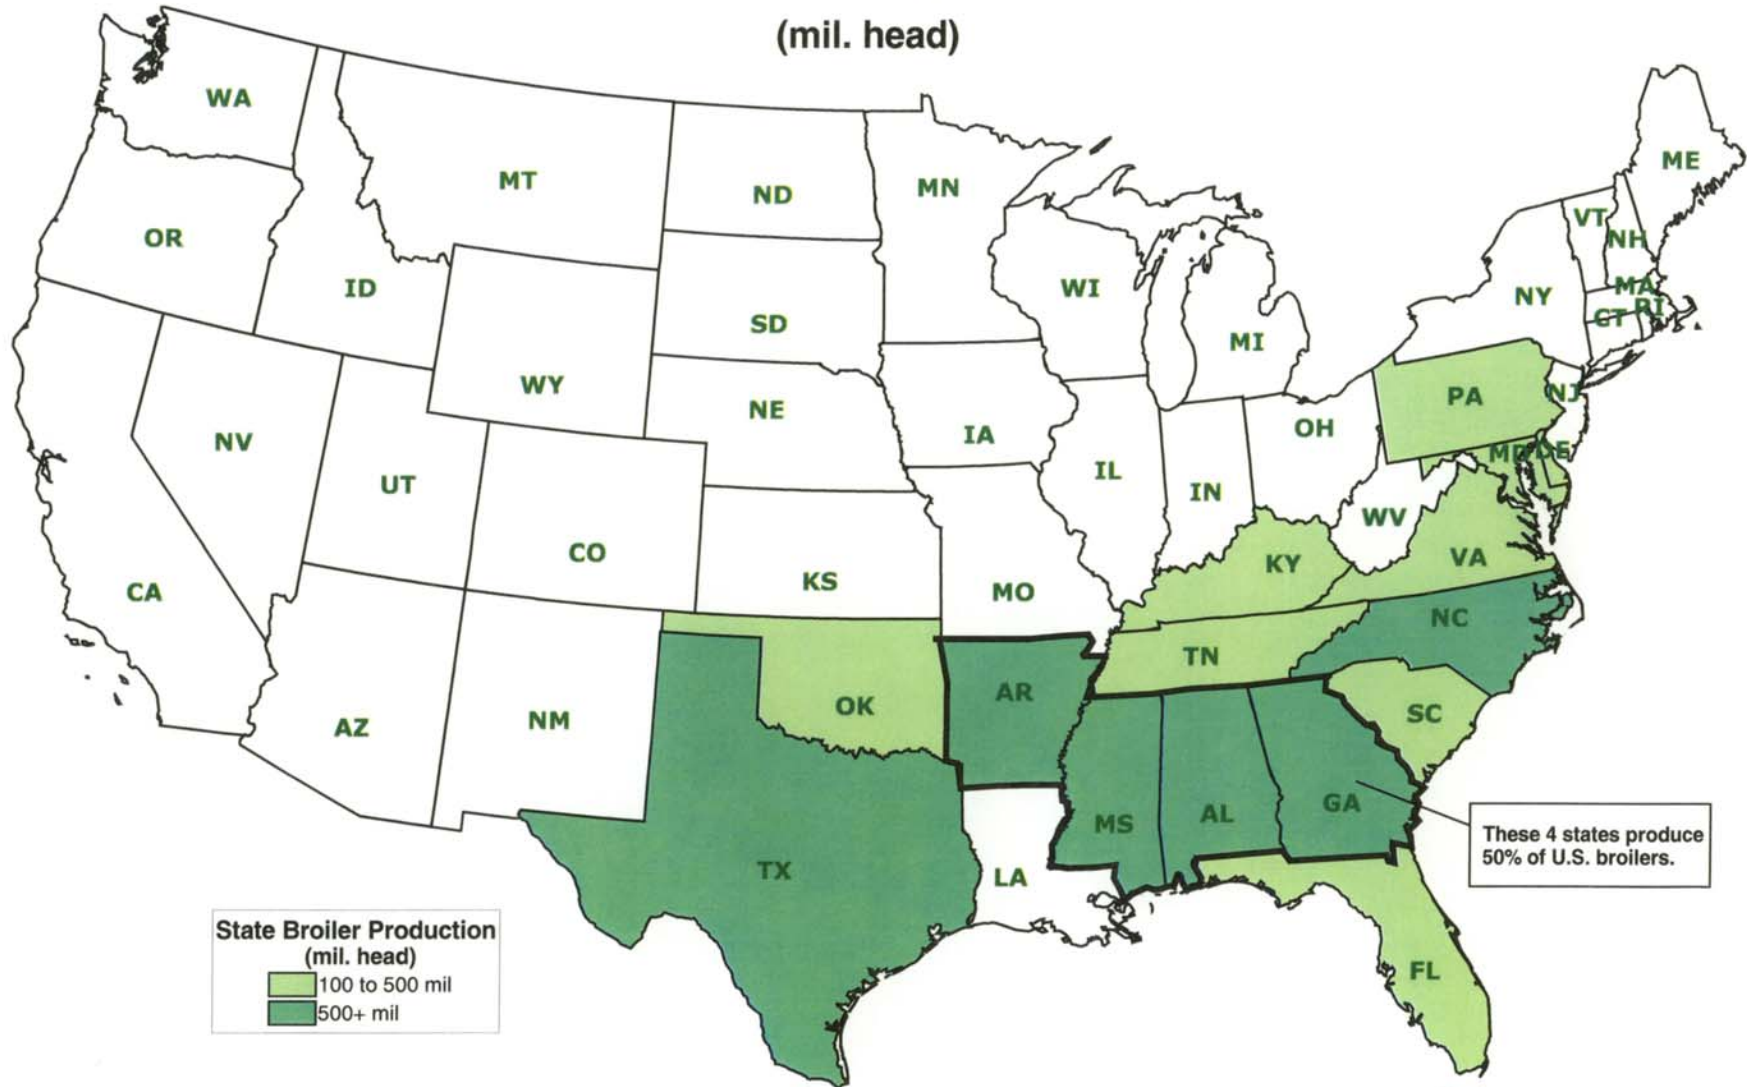 (mil. head)
WA
MT
ND
MN
ME
OR
ID
VT
NH
WI
NY
MA
RI
CT
SD
MI
WY
NE
PA
NJ
NV
IA
OH
MD
DE
UT
IL
IN
WV
CO
KS
MO
KY
VA
CA
NC
TN
AZ
NM
OK
AR
SC
MS
AL
GA
These 4 states produce
50% of U.S. broilers.
TX
LA
FL
State Broiler Production
(mil. head)
100 to 500 mil
500+ mil